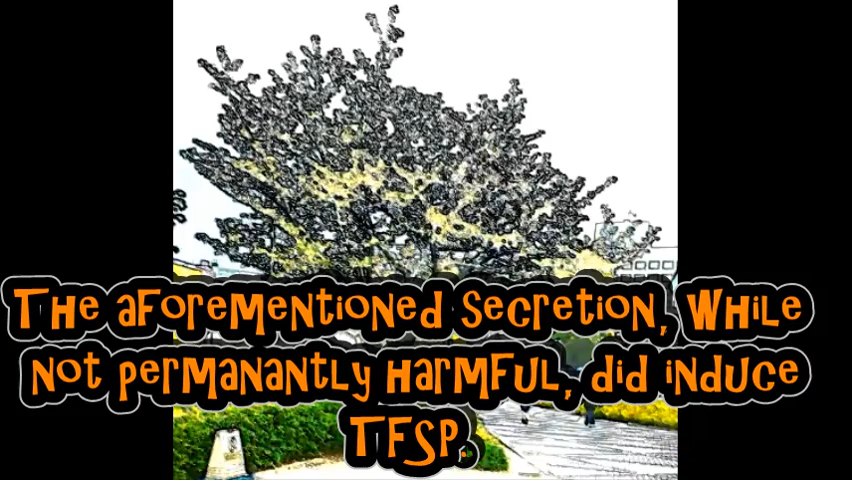 The aforementioned secretion, while
not permanantly harmful, did induce
TFSP.